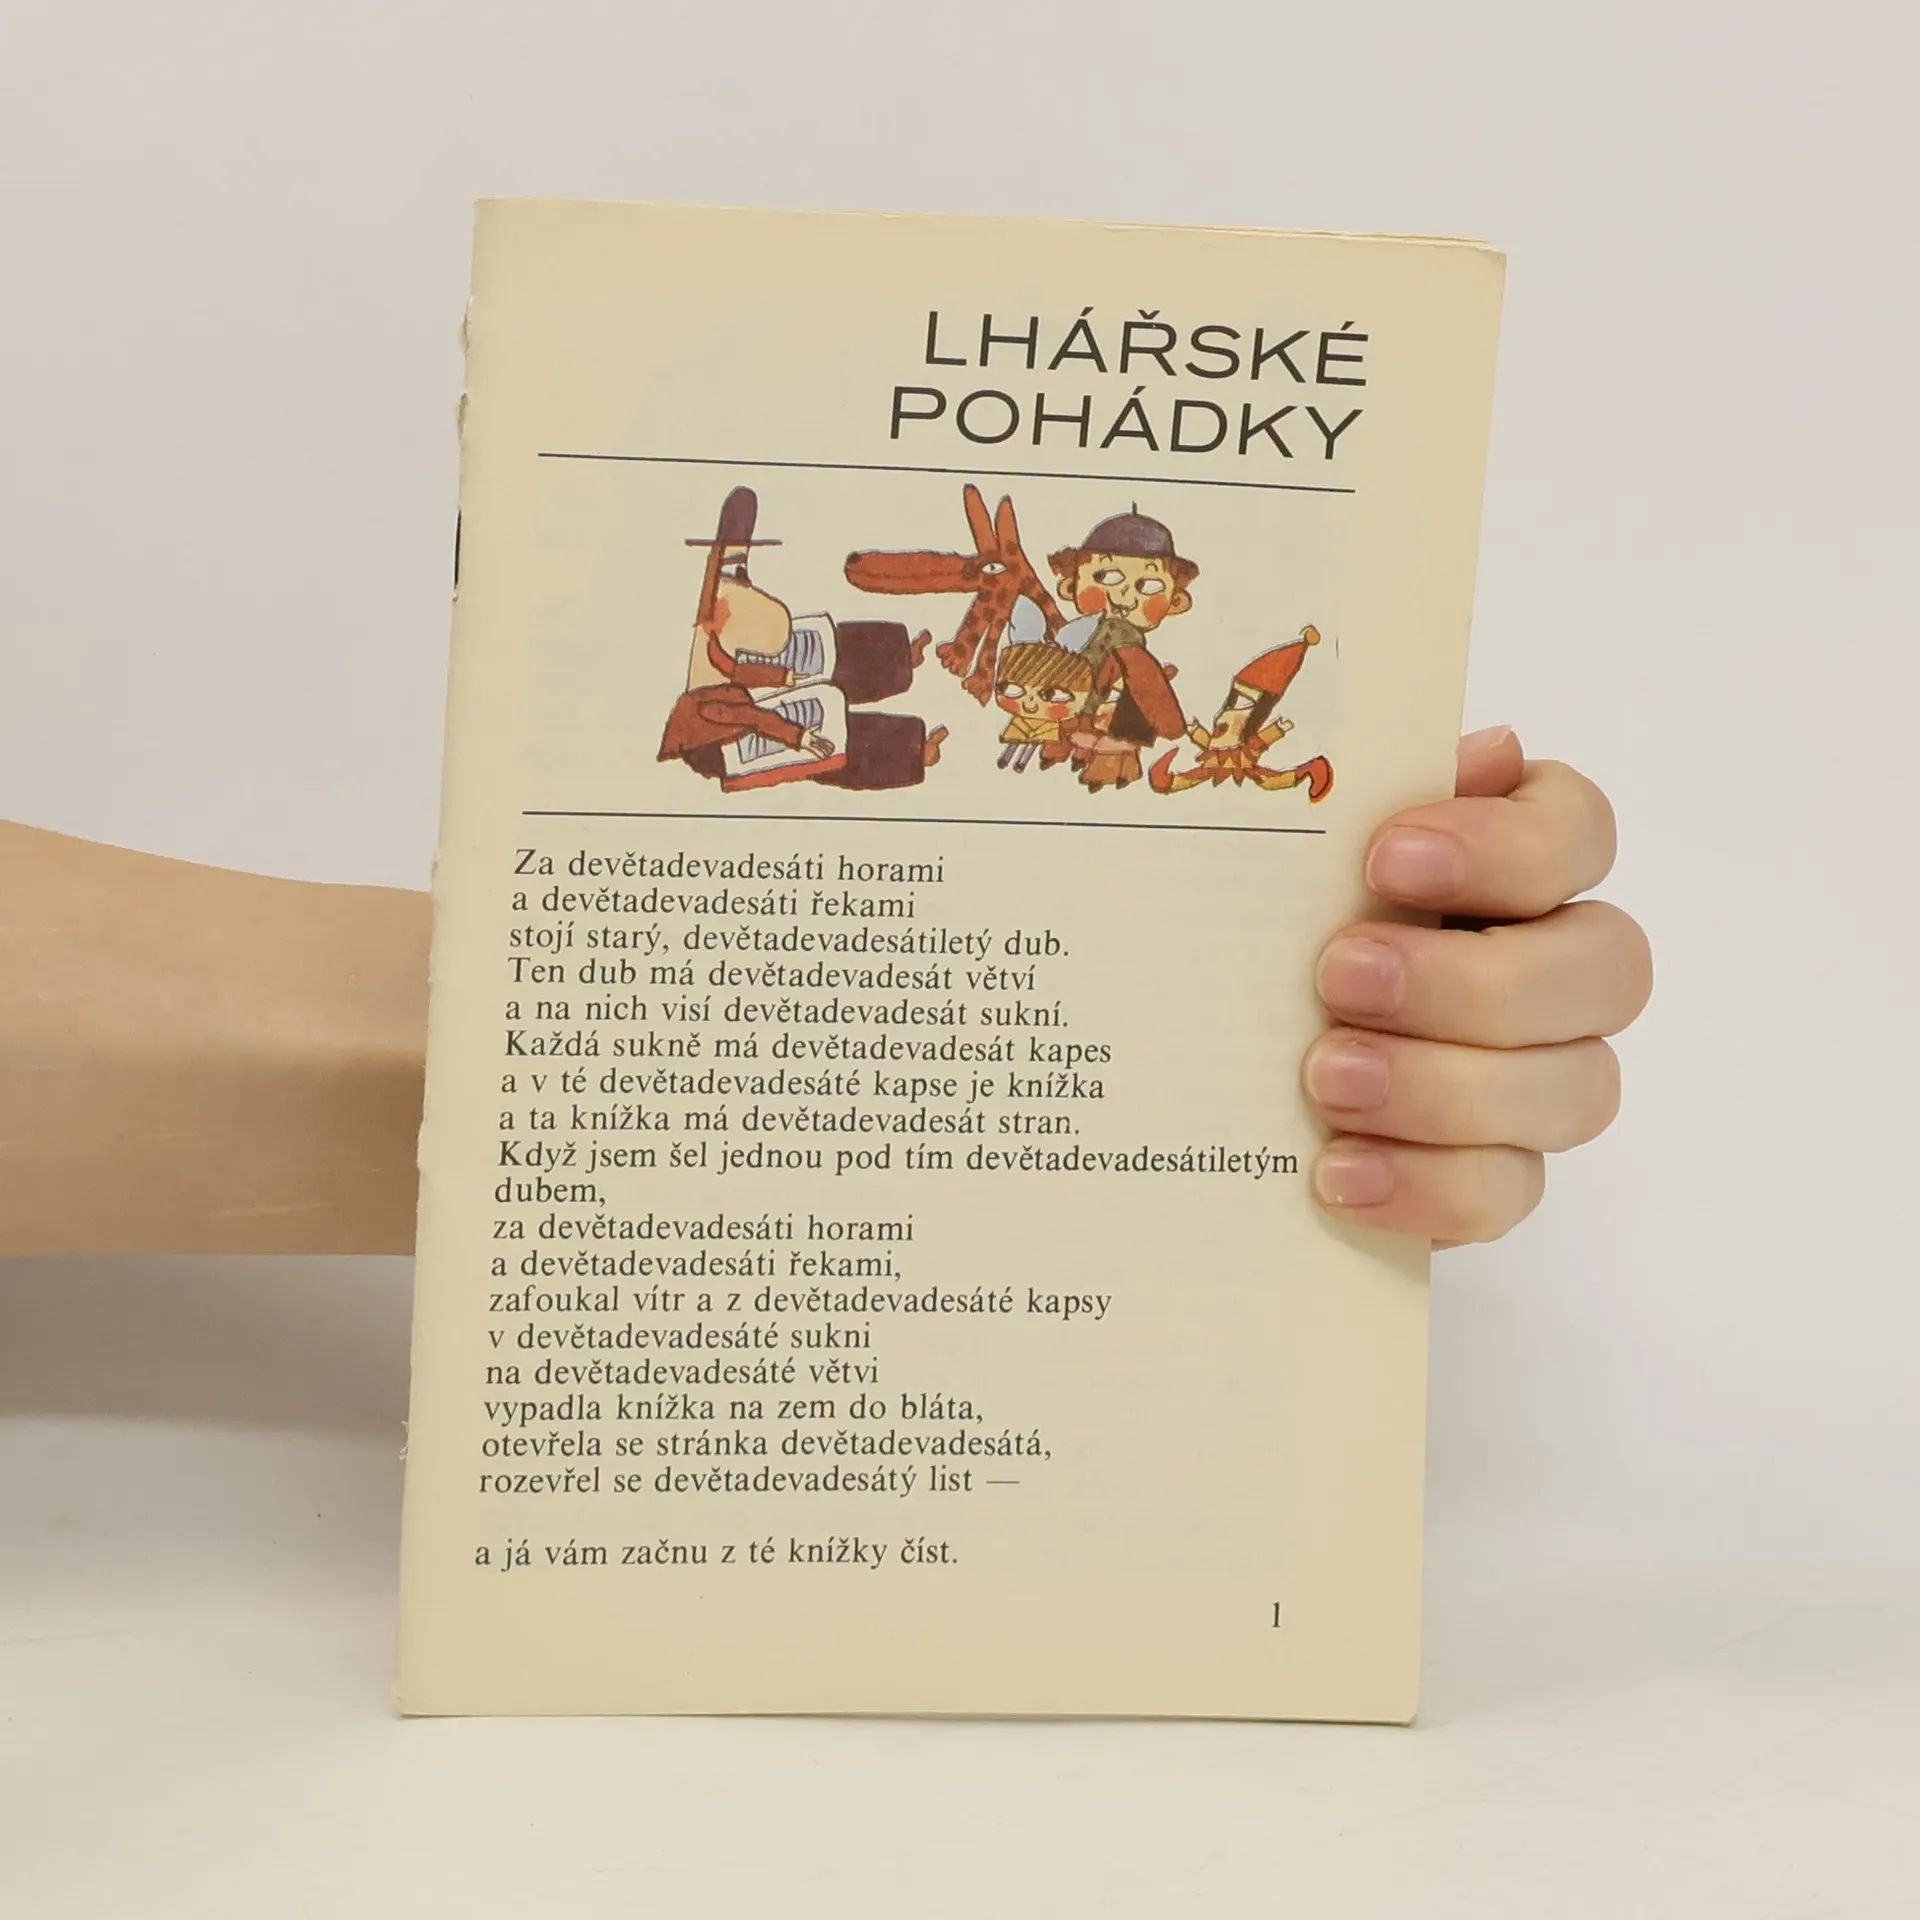 LHÁŘSKÉ
POHÁDKY
Za devětadevadesáti horami
a devětadevadesáti řekami
stojí starý, devětadevadesátiletý dub.
Ten dub má devětadevadesát větví
a na nich visí devětadevadesát sukní.
Každá sukně má devětadevadesát kapes
a v té devětadevadesáté kapse je knížka
a ta knížka má devětadevadesát stran.
Když jsem šel jednou pod tím devětadevadesátiletým
dubem,
za devětadevadesáti horami
a devětadevadesáti řekami,
zafoukal vítr a z devětadevadesáté kapsy
v devětadevadesáté sukni
na devětadevadesáté větvi
vypadla knížka na zem do bláta,
otevřela se stránka devětadevadesátá,
rozevřel se devětadevadesátý list —
a já vám začnu z té knížky číst.
1